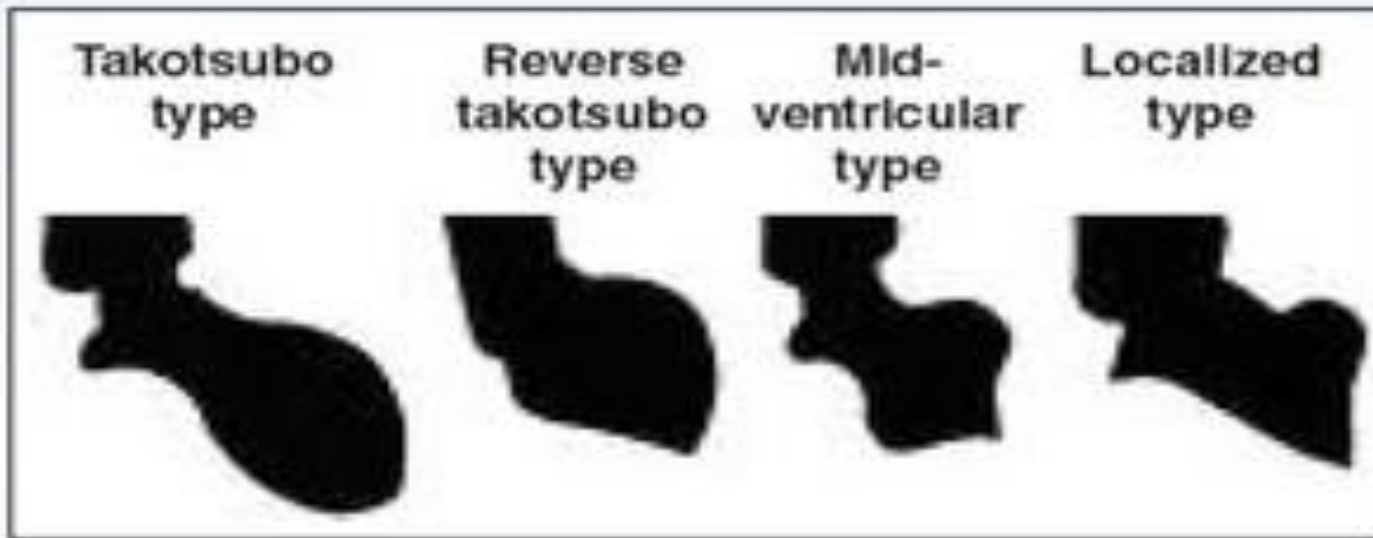 Takotsubo
type
Reverse
takotsubo
type
Mid-
ventricular
type
Localized
type